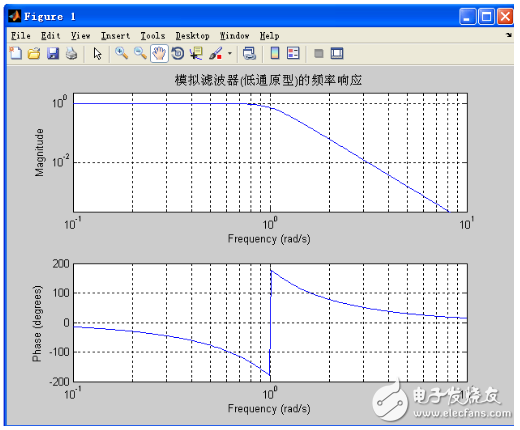 Figure 1
File Edit View Insert Tools Desktop Window Help
模拟滤波器(低通原型)的频率响应
10^0
10^-2
Magnitude
10^-1 10^0 10^1
Frequency (rad/s)
200
100
0
-100
-200
Phase (degrees)
10^-1 10^0
Frequency (rad/s)
电子发烧友
www.elecfans.com